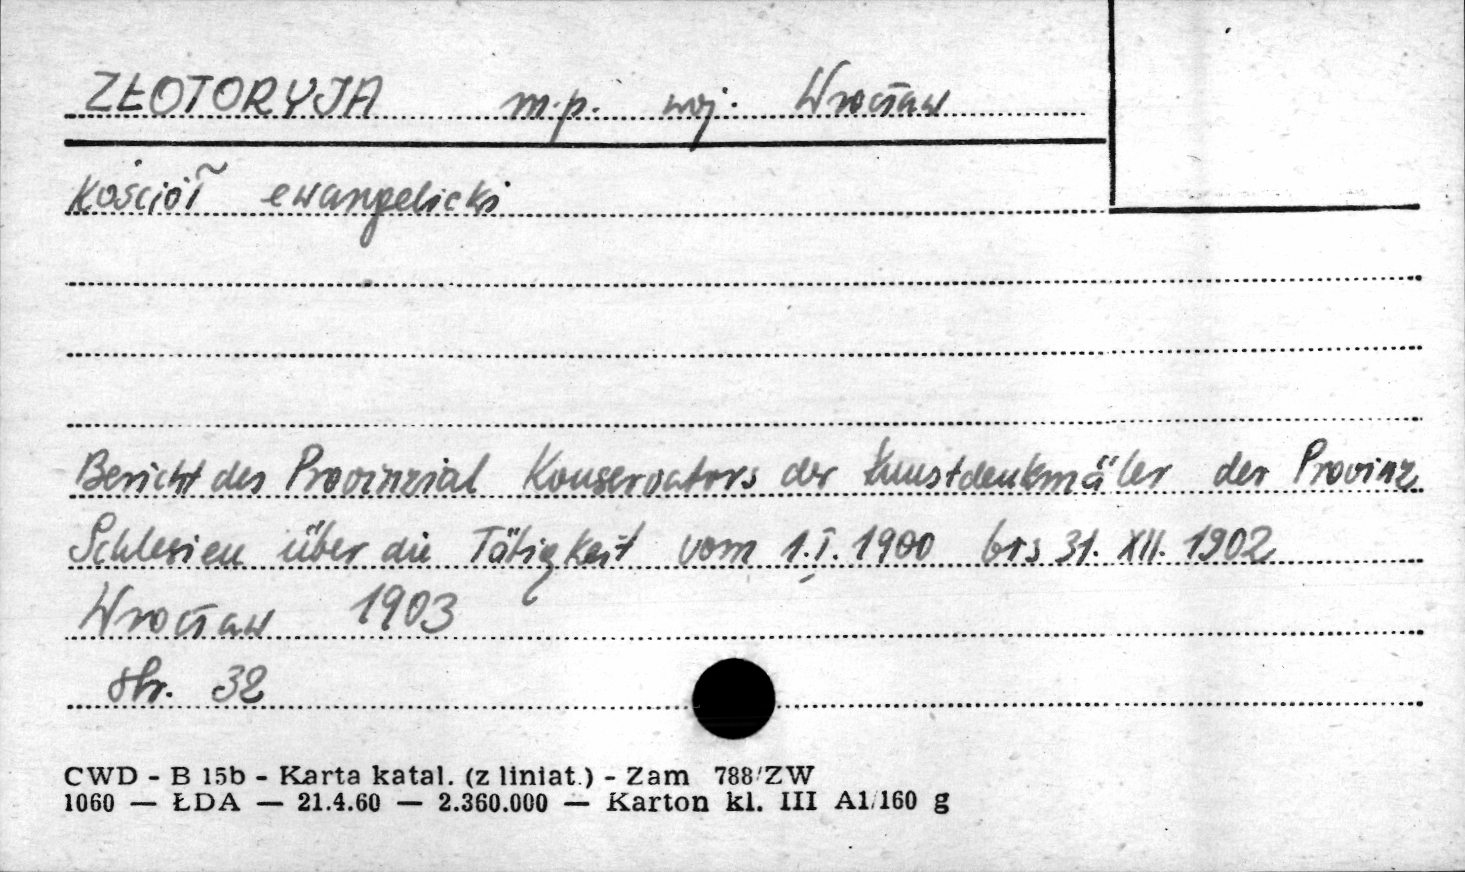 ZŁOTORYJA m.p. woj. Wrocław
Kościół ewangelicki
Bericht des Provinzial Konservators der Kunstdenkmäler der Provinz
Schlesien über die Tätigkeit vom 1.I.1900 bis 31.XII.1902
Wrocław 1903
str. 32
CWD - B 15b - Karta katal. (z liniat.) - Zam 788/ZW
1060 — ŁDA — 21.4.60 — 2.360.000 — Karton kl. III A1/160 g